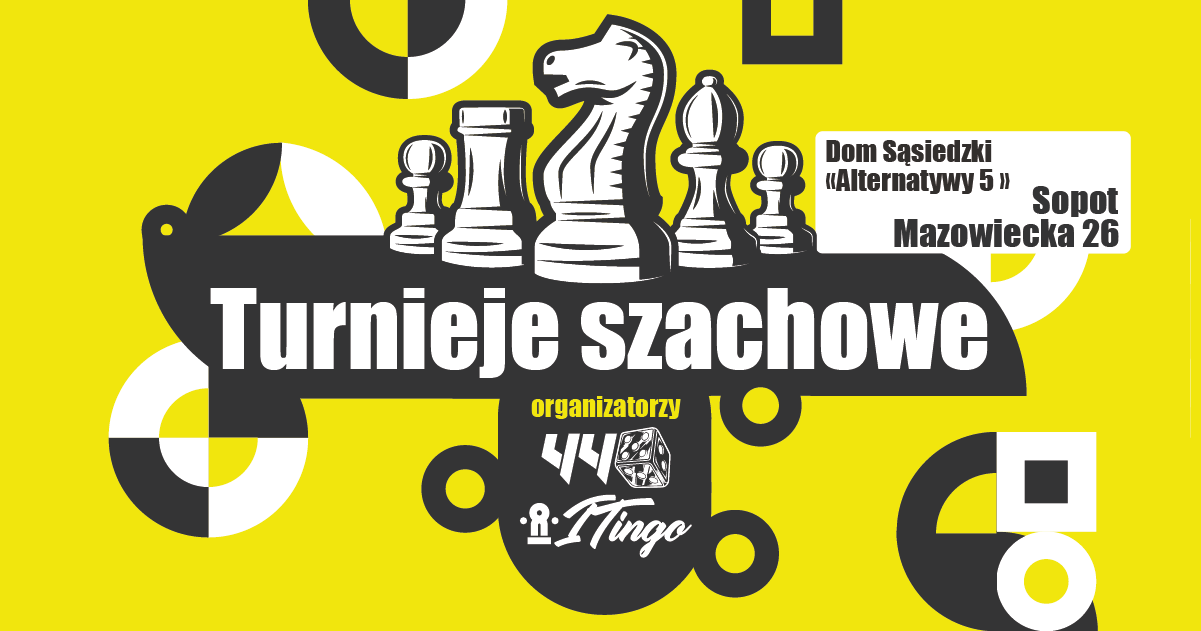 Dom Sąsiedzki
«Alternatywy 5 »
Sopot
Mazowiecka 26
Turnieje szachowe
organizatorzy
44
ITingo